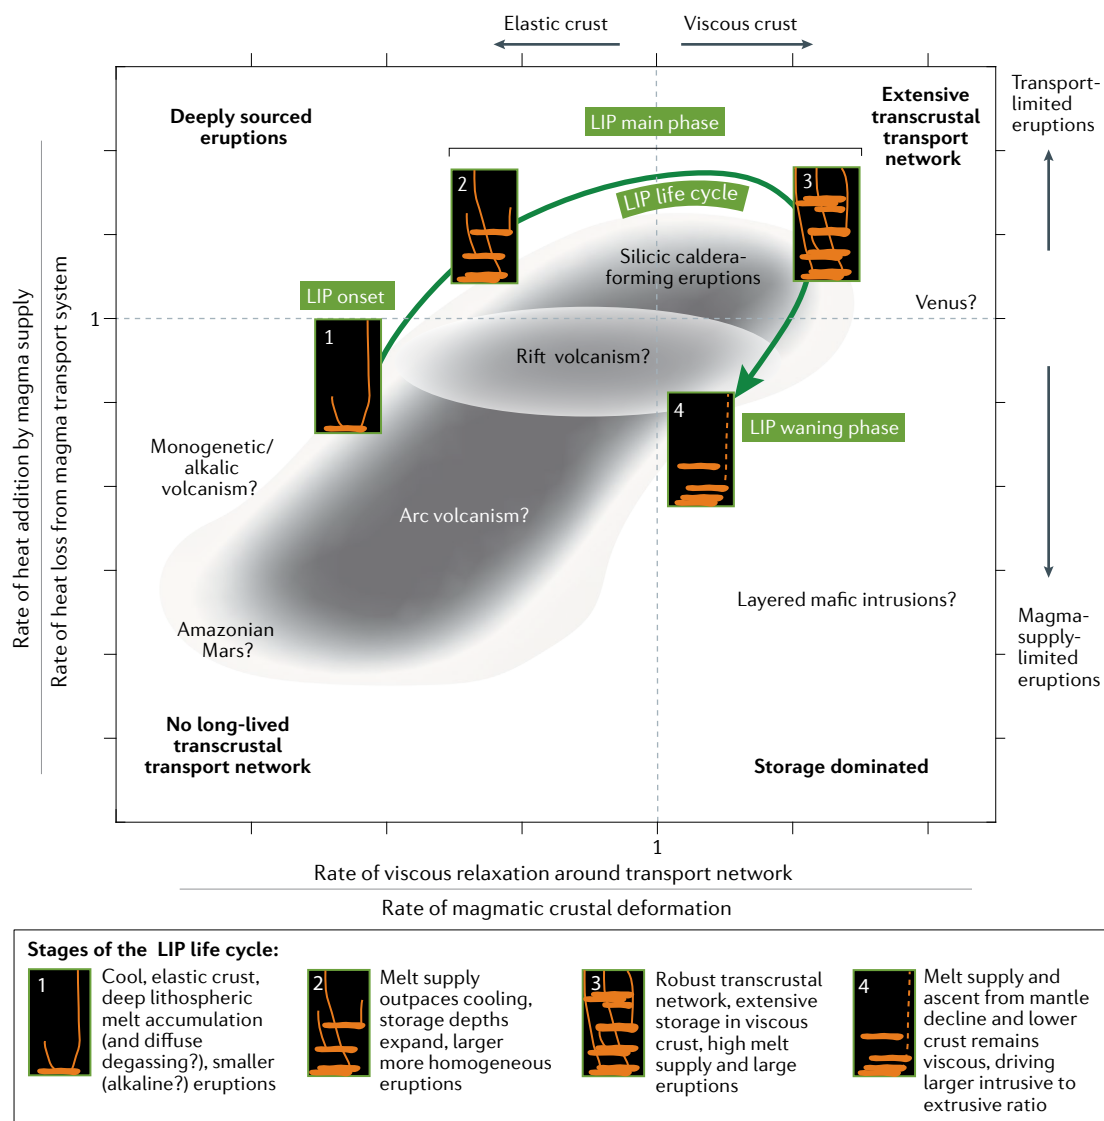 Elastic crust
Viscous crust
Transport-
limited
eruptions
Deeply sourced
eruptions
LIP main phase
Extensive
transcrustal
transport
network
2
3
LIP life cycle
Silicic caldera-
forming eruptions
LIP onset
Venus?
1
1
Rift volcanism?
4
LIP waning phase
Monogenetic/
alkalic
volcanism?
Arc volcanism?
Rate of heat addition by magma supply
Rate of heat loss from magma transport system
Layered mafic intrusions?
Magma-
supply-
limited
eruptions
Amazonian
Mars?
No long-lived
transcrustal
transport network
Storage dominated
1
Rate of viscous relaxation around transport network
Rate of magmatic crustal deformation
Stages of the LIP life cycle:
1
Cool, elastic crust,
deep lithospheric
melt accumulation
(and diffuse
degassing?), smaller
(alkaline?) eruptions
2
Melt supply
outpaces cooling,
storage depths
expand, larger
more homogeneous
eruptions
3
Robust transcrustal
network, extensive
storage in viscous
crust, high melt
supply and large
eruptions
4
Melt supply and
ascent from mantle
decline and lower
crust remains
viscous, driving
larger intrusive to
extrusive ratio